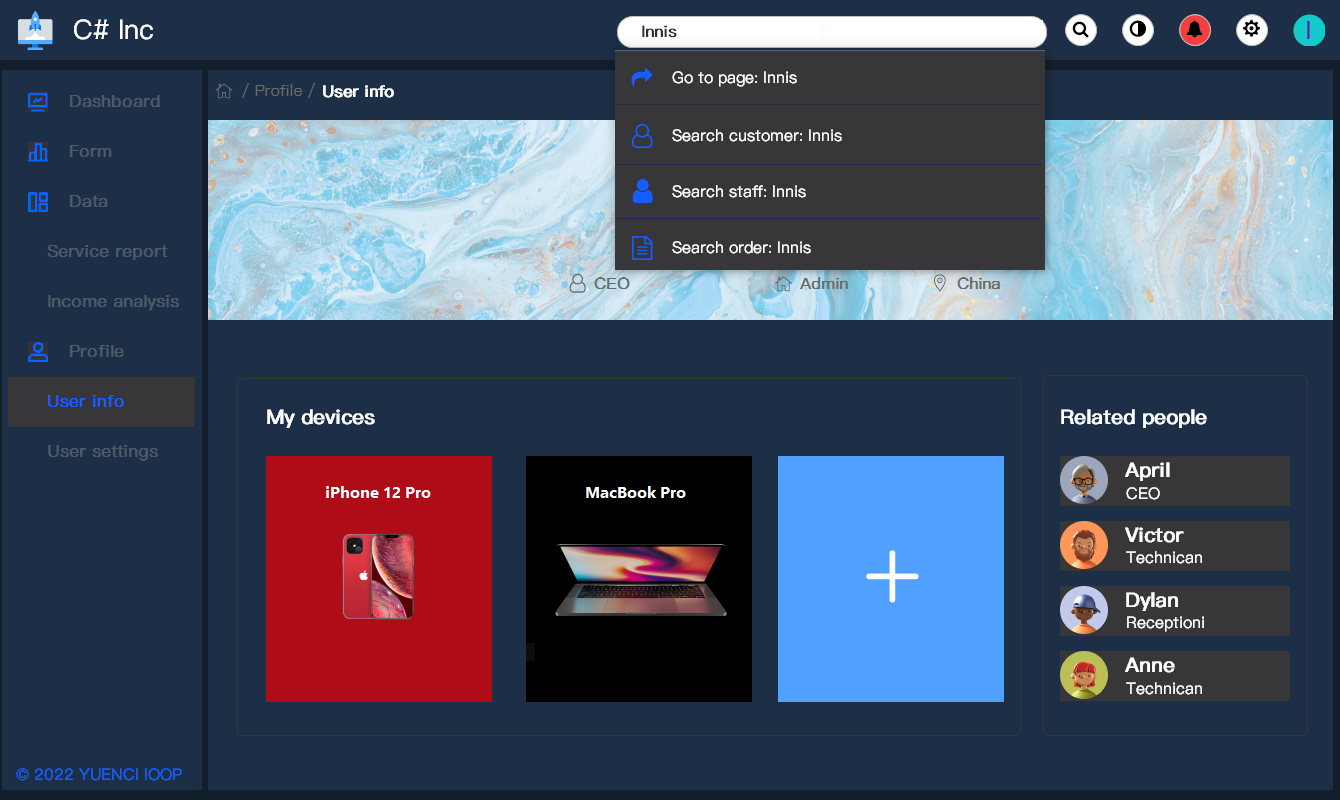 C# Inc
Innis
Go to page: Innis
Search customer: Innis
Search staff: Innis
Search order: Innis
Dashboard
Form
Data
Service report
Income analysis
Profile
User info
User settings
© 2022 YUENCI IOOP
/ Profile / User info
CEO Admin China
My devices
iPhone 12 Pro
MacBook Pro
Related people
April
CEO
Victor
Technican
Dylan
Receptioni
Anne
Technican